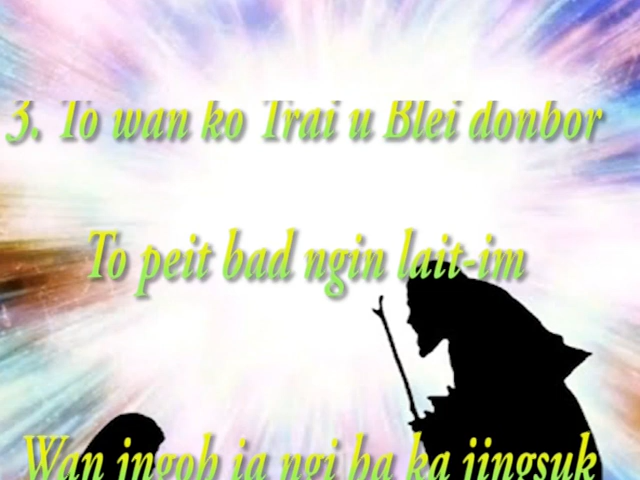 3. To wan ko Trai u Blei donbor
To peit bad ngin lait-im
Wan ingoh ia ngi ba ka jingsuk